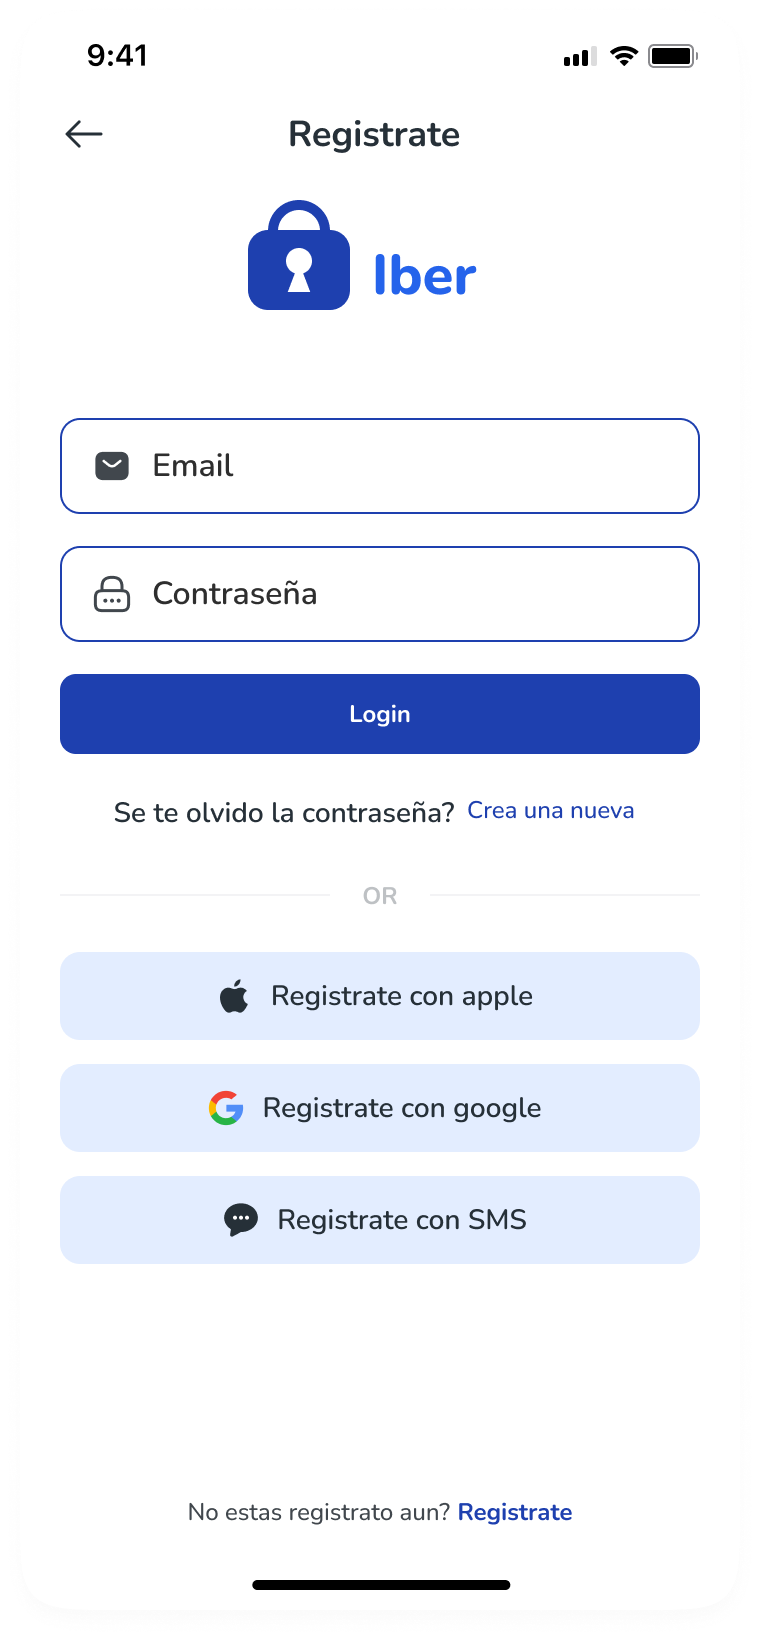 9:41
Registrate
Iber
Email
Contraseña
Login
Se te olvido la contraseña? Crea una nueva
OR
Registrate con apple
Registrate con google
Registrate con SMS
No estas registrato aun? Registrate